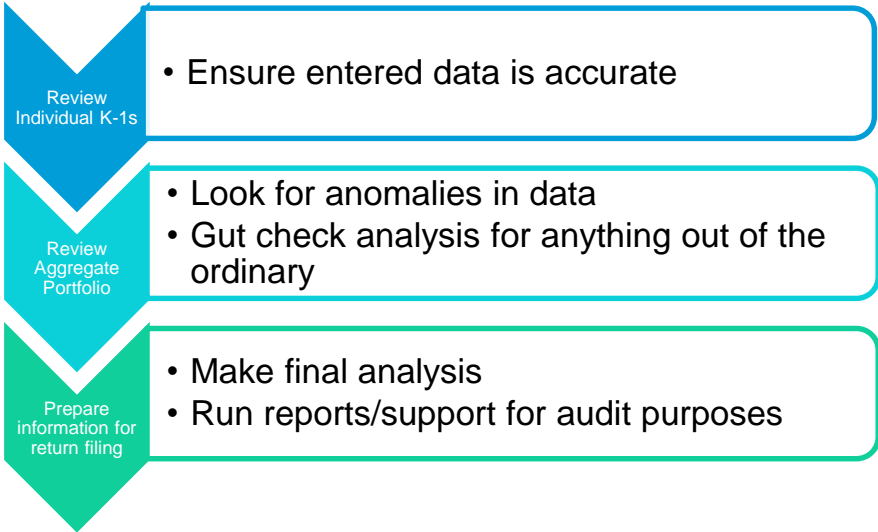 Review
Individual K-1s
• Ensure entered data is accurate
Review
Aggregate
Portfolio
• Look for anomalies in data
• Gut check analysis for anything out of the
ordinary
Prepare
information for
return filing
• Make final analysis
• Run reports/support for audit purposes